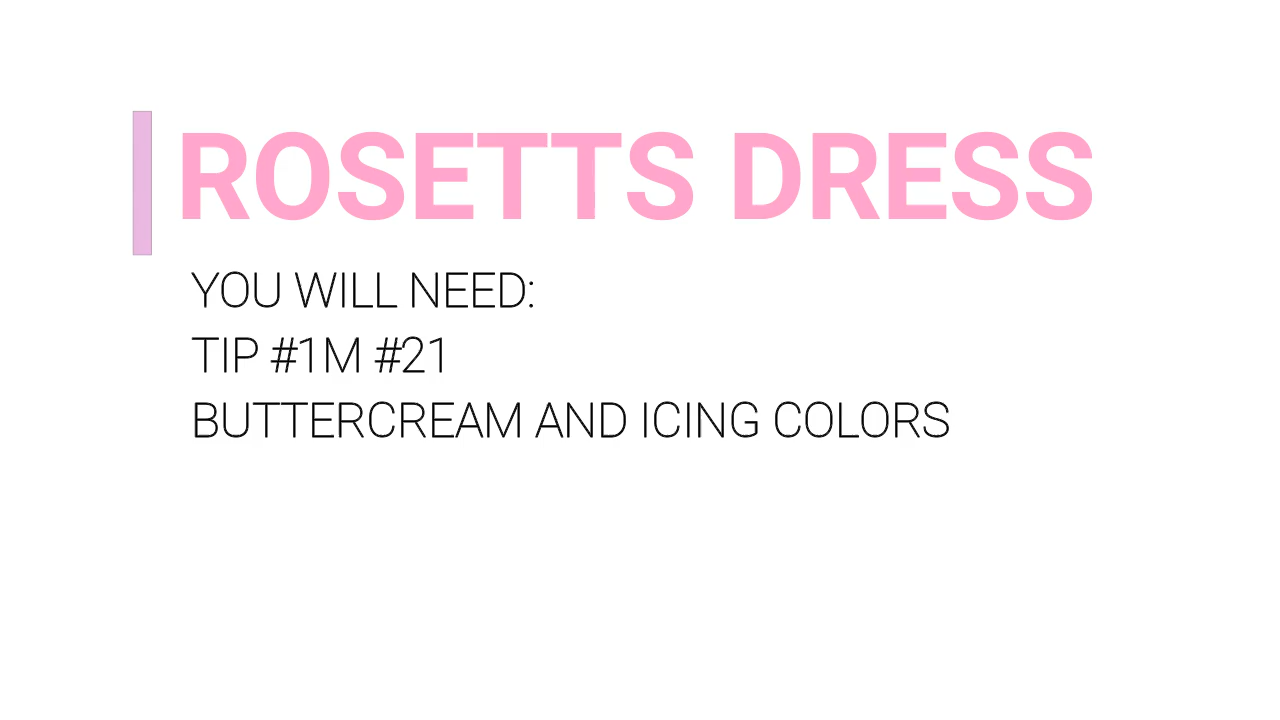 ROSETTS DRESS
YOU WILL NEED:
TIP #1M #21
BUTTERCREAM AND ICING COLORS